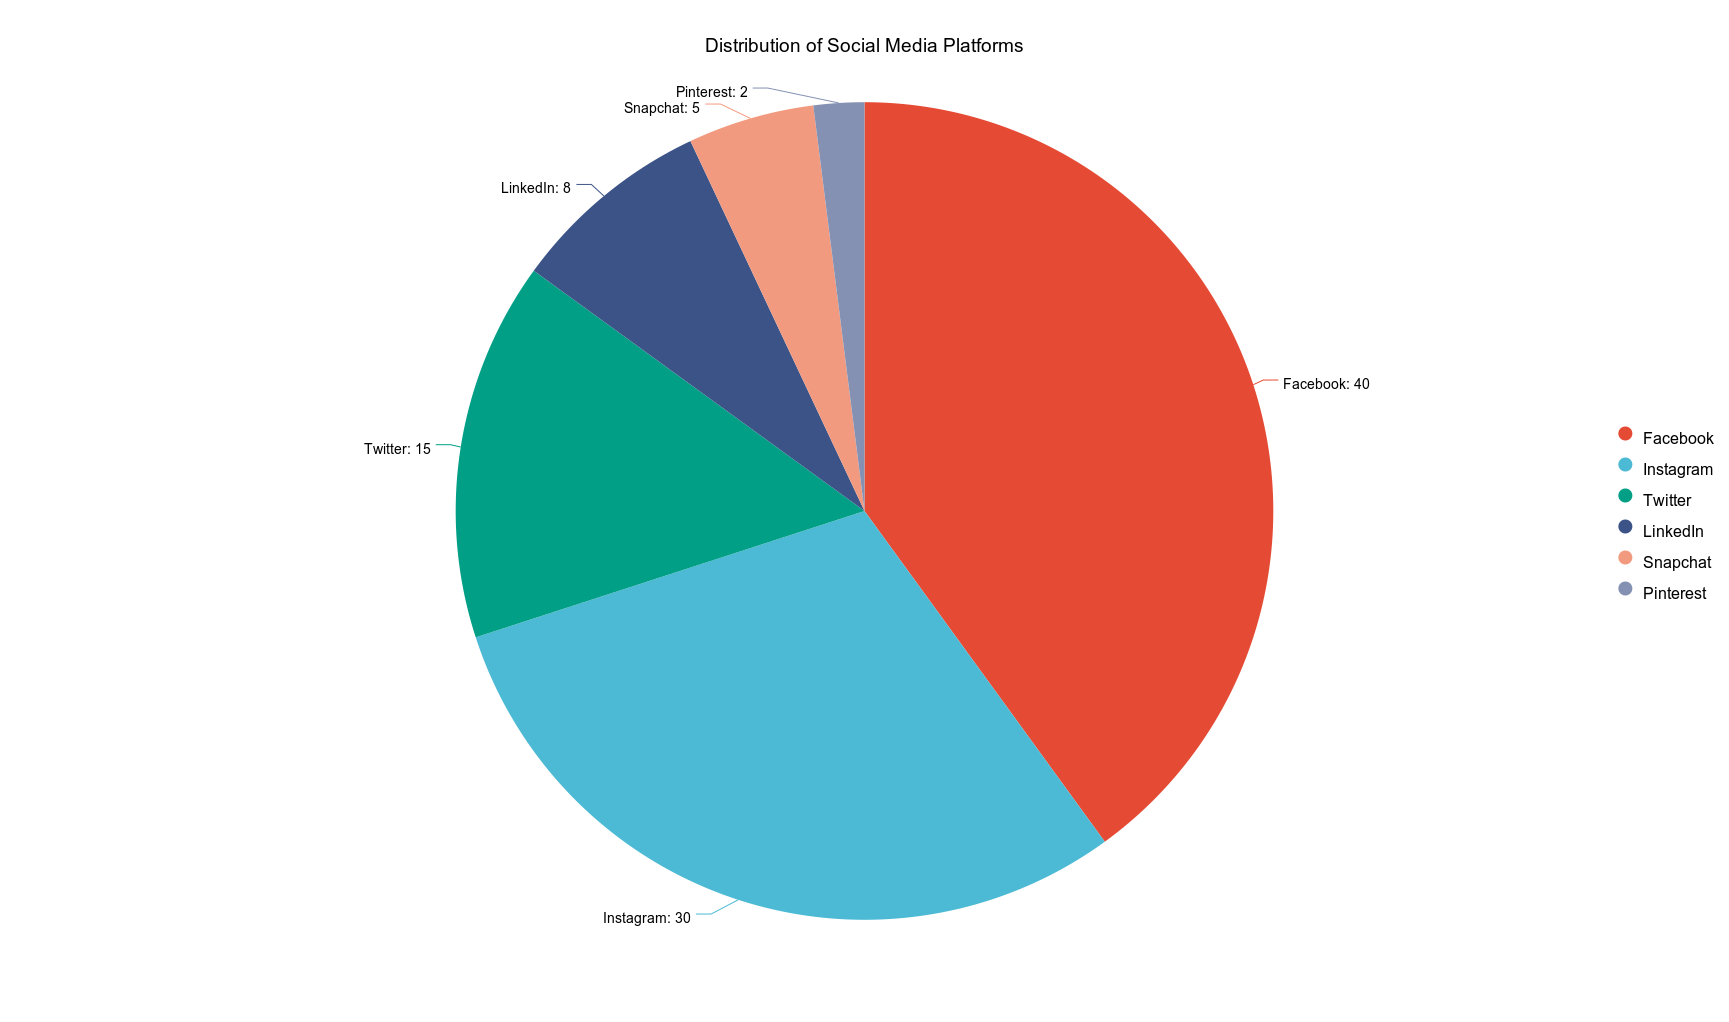 Distribution of Social Media Platforms
Pinterest: 2
Snapchat: 5
LinkedIn: 8
Facebook: 40
Twitter: 15
Instagram: 30
Facebook
Instagram
Twitter
LinkedIn
Snapchat
Pinterest